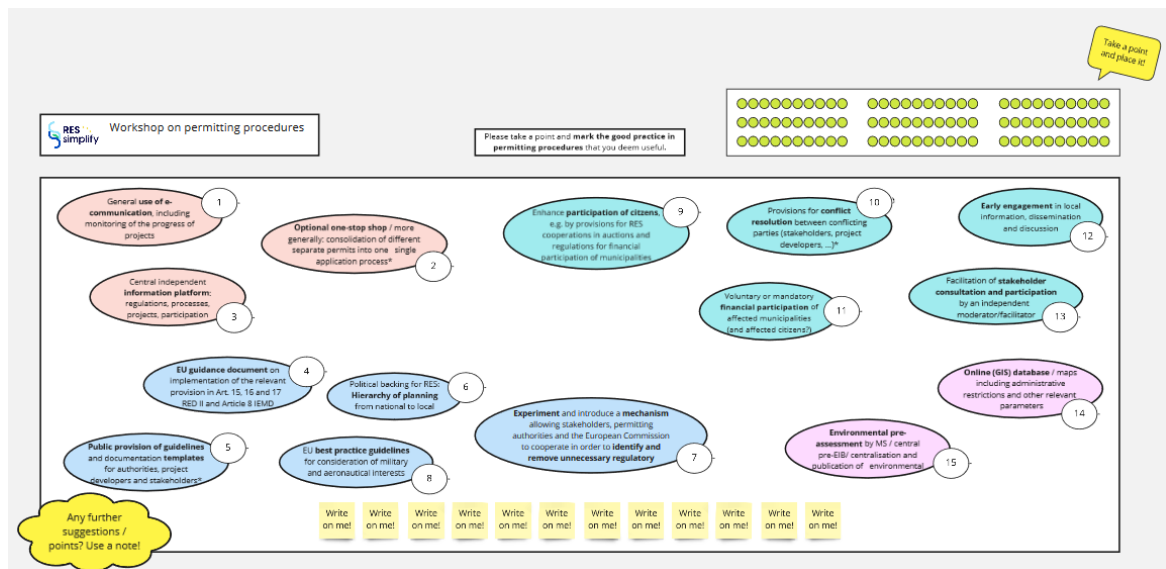 Take a point
and place it!
RES
simplify
Workshop on permitting procedures
Please take a point and mark the good practice in
permitting procedures that you deem useful.
General use of e-
communication, including
monitoring of the progress of
projects
1
Optional one-stop shop / more
generally: consolidation of different
separate permits into one single
application process*
2
Central independent
information platform:
regulations, processes,
projects, participation
3
Enhance participation of citzens,
e.g. by provisions for RES
cooperations in auctions and
regulations for financial
participation of municipalities
9
Provisions for conflict
resolution between conflicting
parties (stakeholders, project
developers, ...)*
10
Early engagement in local
information, dissemination
and discussion
12
Voluntary or mandatory
financial participation of
affected municipalities
(and affected citizens?)
11
Facilitation of stakeholder
consultation and participation
by an independent
moderator/facilitator
13
EU guidance document on
implementation of the relevant
provision in Art. 15, 16 and 17
RED II and Article 8 IEMD
4
Political backing for RES:
Hierarchy of planning
from national to local
6
Public provision of guidelines
and documentation templates
for authorities, project
developers and stakeholders*
5
EU best practice guidelines
for consideration of military
and aeronautical interests
8
Experiment and introduce a mechanism
allowing stakeholders, permitting
authorities and the European Commission
to cooperate in order to identify and
remove unnecessary regulatory
7
Online (GIS) database / maps
including administrative
restrictions and other relevant
parameters
14
Environmental pre-
assessment by MS / central
pre-EIB/ centralisation and
publication of environmental
15
Any further
suggestions /
points? Use a note!
Write
on me!
Write
on me!
Write
on me!
Write
on me!
Write
on me!
Write
on me!
Write
on me!
Write
on me!
Write
on me!
Write
on me!
Write
on me!
Write
on me!